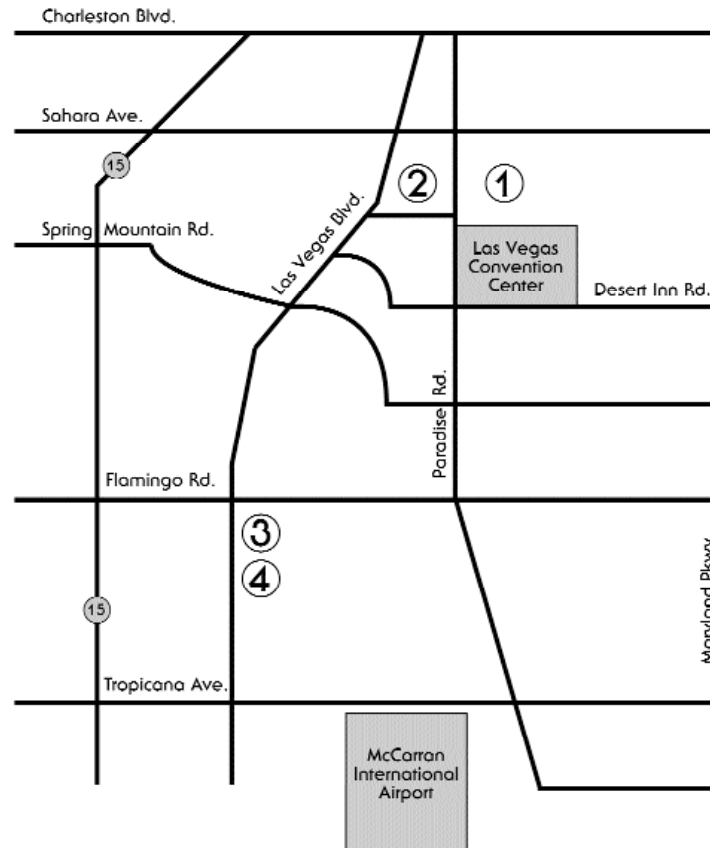 Charleston Blvd.
Sahara Ave.
15
2
1
Spring Mountain Rd.
Las Vegas Blvd.
Las Vegas
Convention
Center
Desert Inn Rd.
Paradise Rd.
Flamingo Rd.
3
4
Maryland Pkwy
15
Tropicana Ave.
McCarran
International
Airport